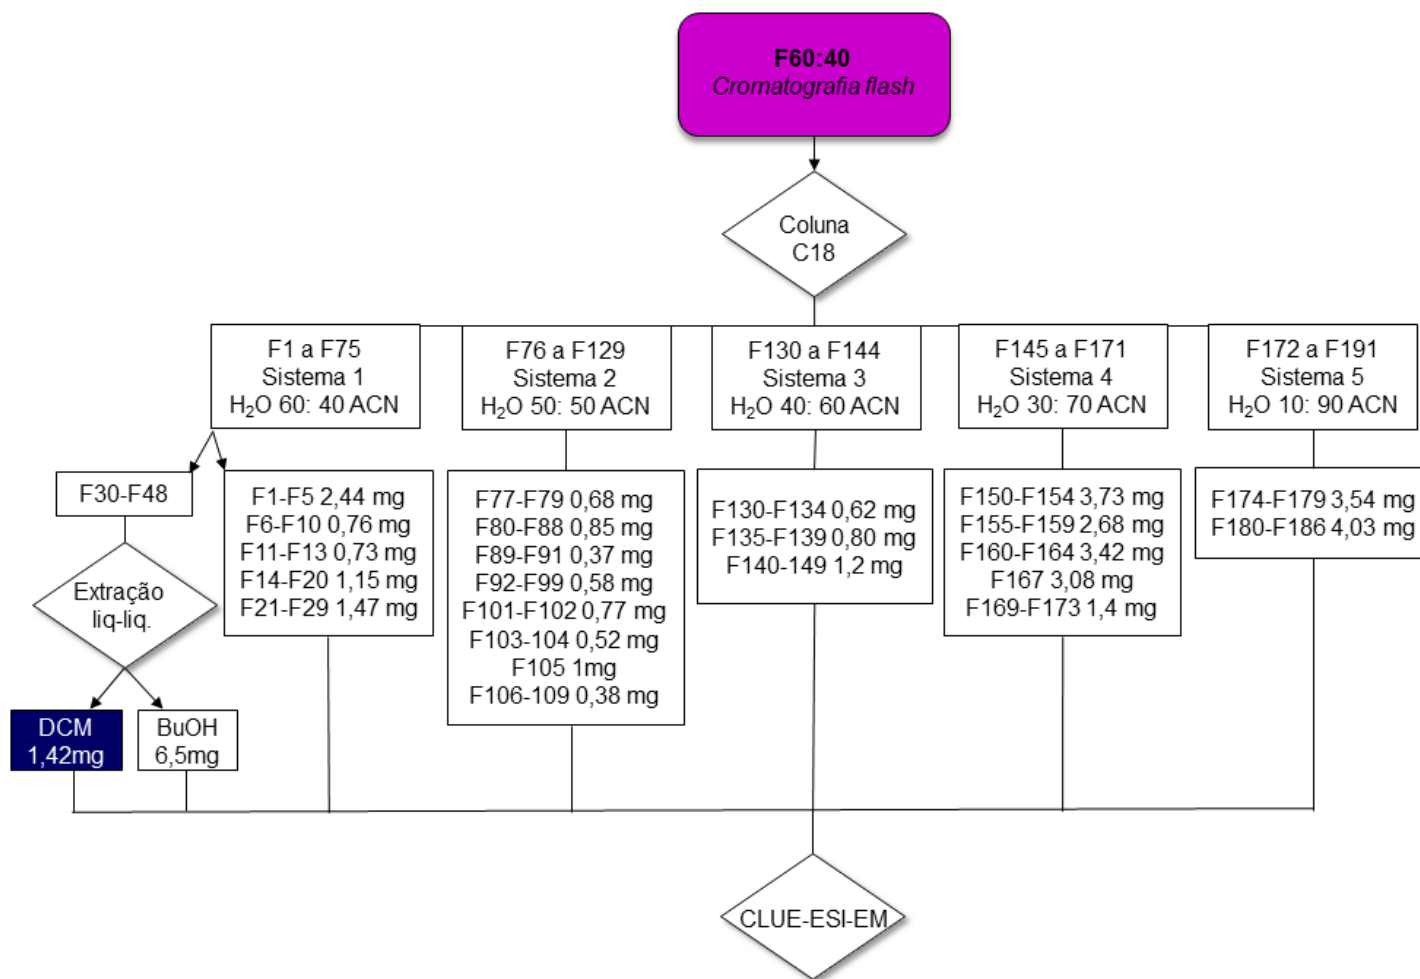 F60:40
Cromatografia flash
Coluna
C18
F1 a F75
Sistema 1
H₂O 60: 40 ACN
F76 a F129
Sistema 2
H₂O 50: 50 ACN
F130 a F144
Sistema 3
H₂O 40: 60 ACN
F145 a F171
Sistema 4
H₂O 30: 70 ACN
F172 a F191
Sistema 5
H₂O 10: 90 ACN
F30-F48
F1-F5 2,44 mg
F6-F10 0,76 mg
F11-F13 0,73 mg
F14-F20 1,15 mg
F21-F29 1,47 mg
F77-F79 0,68 mg
F80-F88 0,85 mg
F89-F91 0,37 mg
F92-F99 0,58 mg
F101-F102 0,77 mg
F103-104 0,52 mg
F105 1mg
F106-109 0,38 mg
F130-F134 0,62 mg
F135-F139 0,80 mg
F140-149 1,2 mg
F150-F154 3,73 mg
F155-F159 2,68 mg
F160-F164 3,42 mg
F167 3,08 mg
F169-F173 1,4 mg
F174-F179 3,54 mg
F180-F186 4,03 mg
Extração
liq-liq.
DCM
1,42mg
BuOH
6,5mg
CLUE-ESI-EM